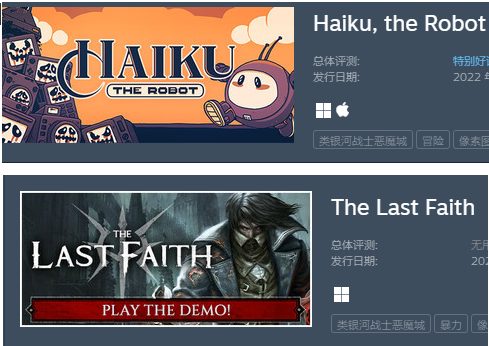 HAIKU
THE ROBOT
Haiku, the Robot
总体评测: 特别好评
发行日期: 2022 年
类银河战士恶魔城 冒险 像素图
THE
LAST FAITH
PLAY THE DEMO!
The Last Faith
总体评测: 无用
发行日期: 202
类银河战士恶魔城 暴力 像